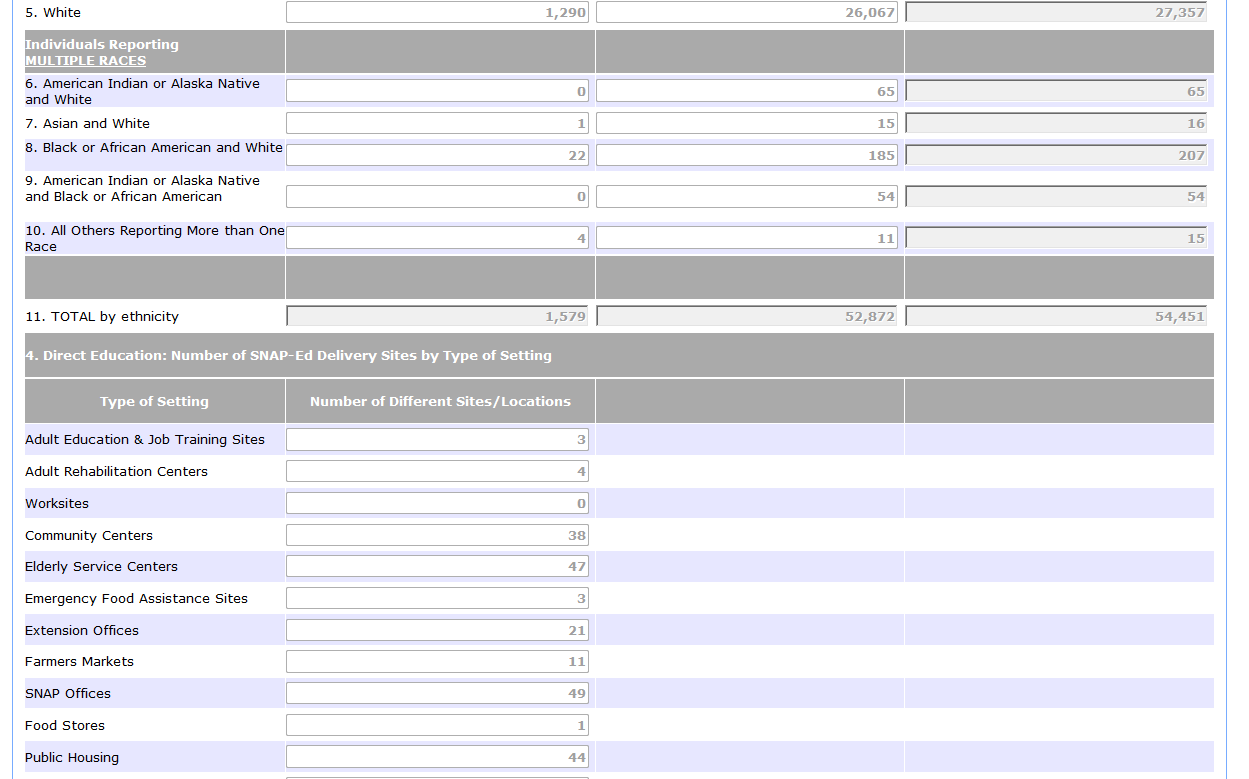 5. White 1,290 26,067 27,357
Individuals Reporting
MULTIPLE RACES
6. American Indian or Alaska Native
and White 0 65 65
7. Asian and White 1 15 16
8. Black or African American and White 22 185 207
9. American Indian or Alaska Native
and Black or African American 0 54 54
10. All Others Reporting More than One
Race 4 11 15
11. TOTAL by ethnicity 1,579 52,872 54,451
4. Direct Education: Number of SNAP-Ed Delivery Sites by Type of Setting
Type of Setting Number of Different Sites/Locations
Adult Education & Job Training Sites 3
Adult Rehabilitation Centers 4
Worksites 0
Community Centers 38
Elderly Service Centers 47
Emergency Food Assistance Sites 3
Extension Offices 21
Farmers Markets 11
SNAP Offices 49
Food Stores 1
Public Housing 44